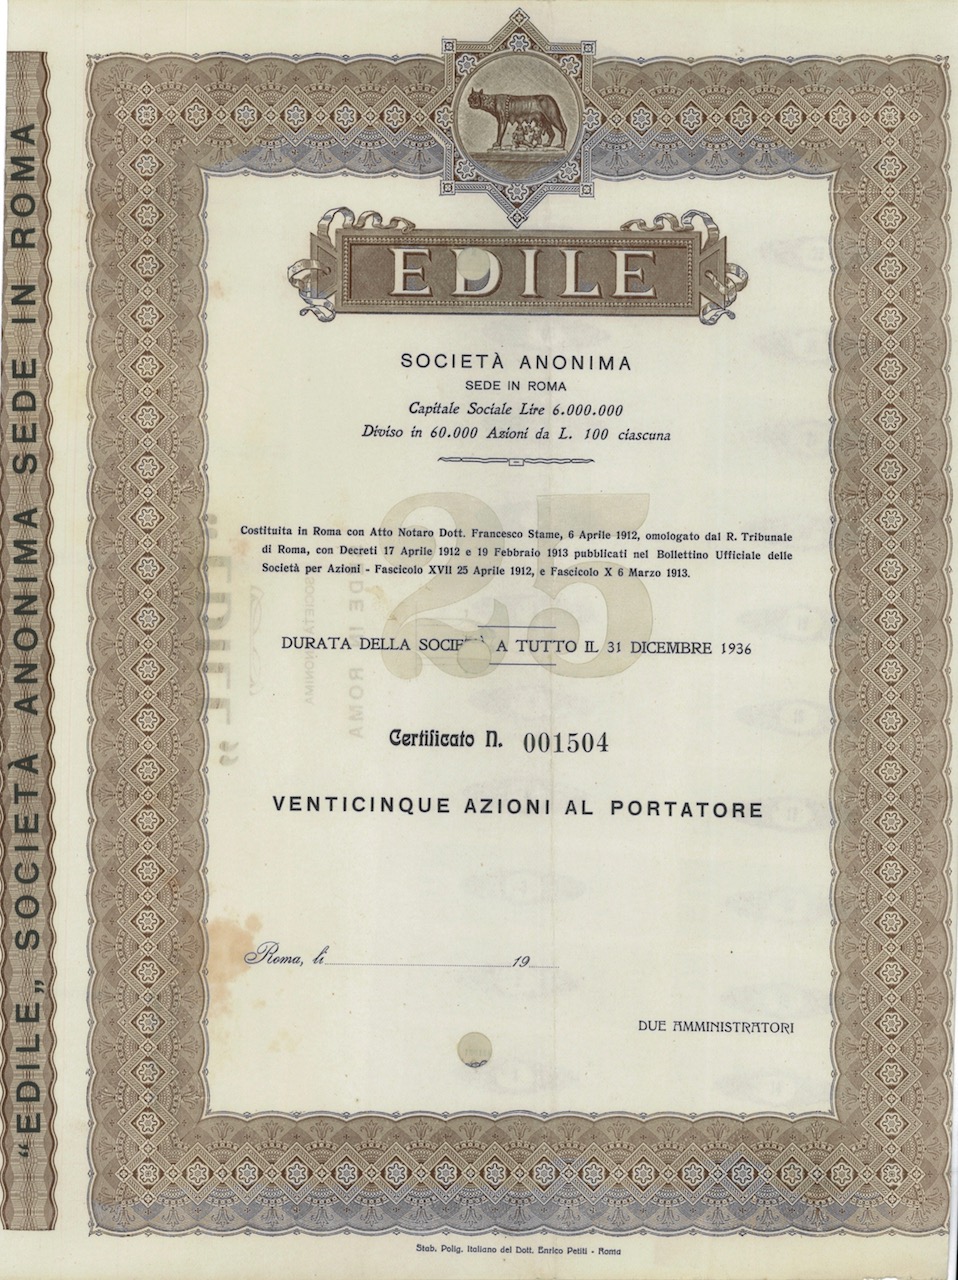 "EDILE„ SOCIETÀ ANONIMA SEDE IN ROMA
EDILE
SOCIETÀ ANONIMA
SEDE IN ROMA
Capitale Sociale Lire 6.000.000
Diviso in 60.000 Azioni da L. 100 ciascuna
25
Costituita in Roma con Atto Notaro Dott. Francesco Stame, 6 Aprile 1912, omologato dal R. Tribunale
di Roma, con Decreti 17 Aprile 1912 e 19 Febbraio 1913 pubblicati nel Bollettino Ufficiale delle
Società per Azioni - Fascicolo XVII 25 Aprile 1912, e Fascicolo X 6 Marzo 1913.
DURATA DELLA SOCIETÀ A TUTTO IL 31 DICEMBRE 1936
Certificato N. 001504
VENTICINQUE AZIONI AL PORTATORE
Roma, li 19
DUE AMMINISTRATORI
Stab. Polig. Italiano del Dott. Enrico Petiti - Roma